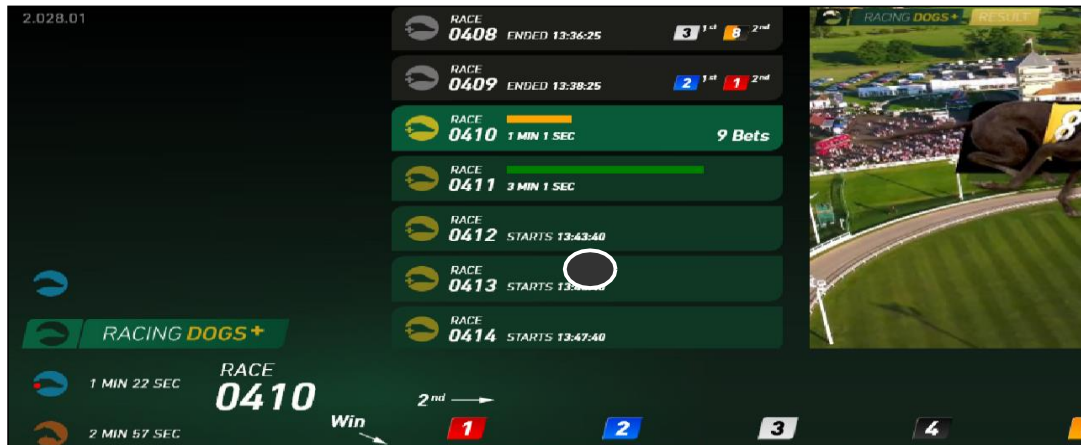 2.028.01
RACE
0408 ENDED 13:36:25 3 1st 8 2nd
RACE
0409 ENDED 13:38:25 2 1st 1 2nd
RACE
0410 1 MIN 1 SEC 9 Bets
RACE
0411 3 MIN 1 SEC
RACE
0412 STARTS 13:43:40
RACE
0413 STARTS
RACE
0414 STARTS 13:47:40
RACING DOGS+ RESULT
8
RACING DOGS+
1 MIN 22 SEC
2 MIN 57 SEC
RACE
0410
2nd
Win
1 2 3 4